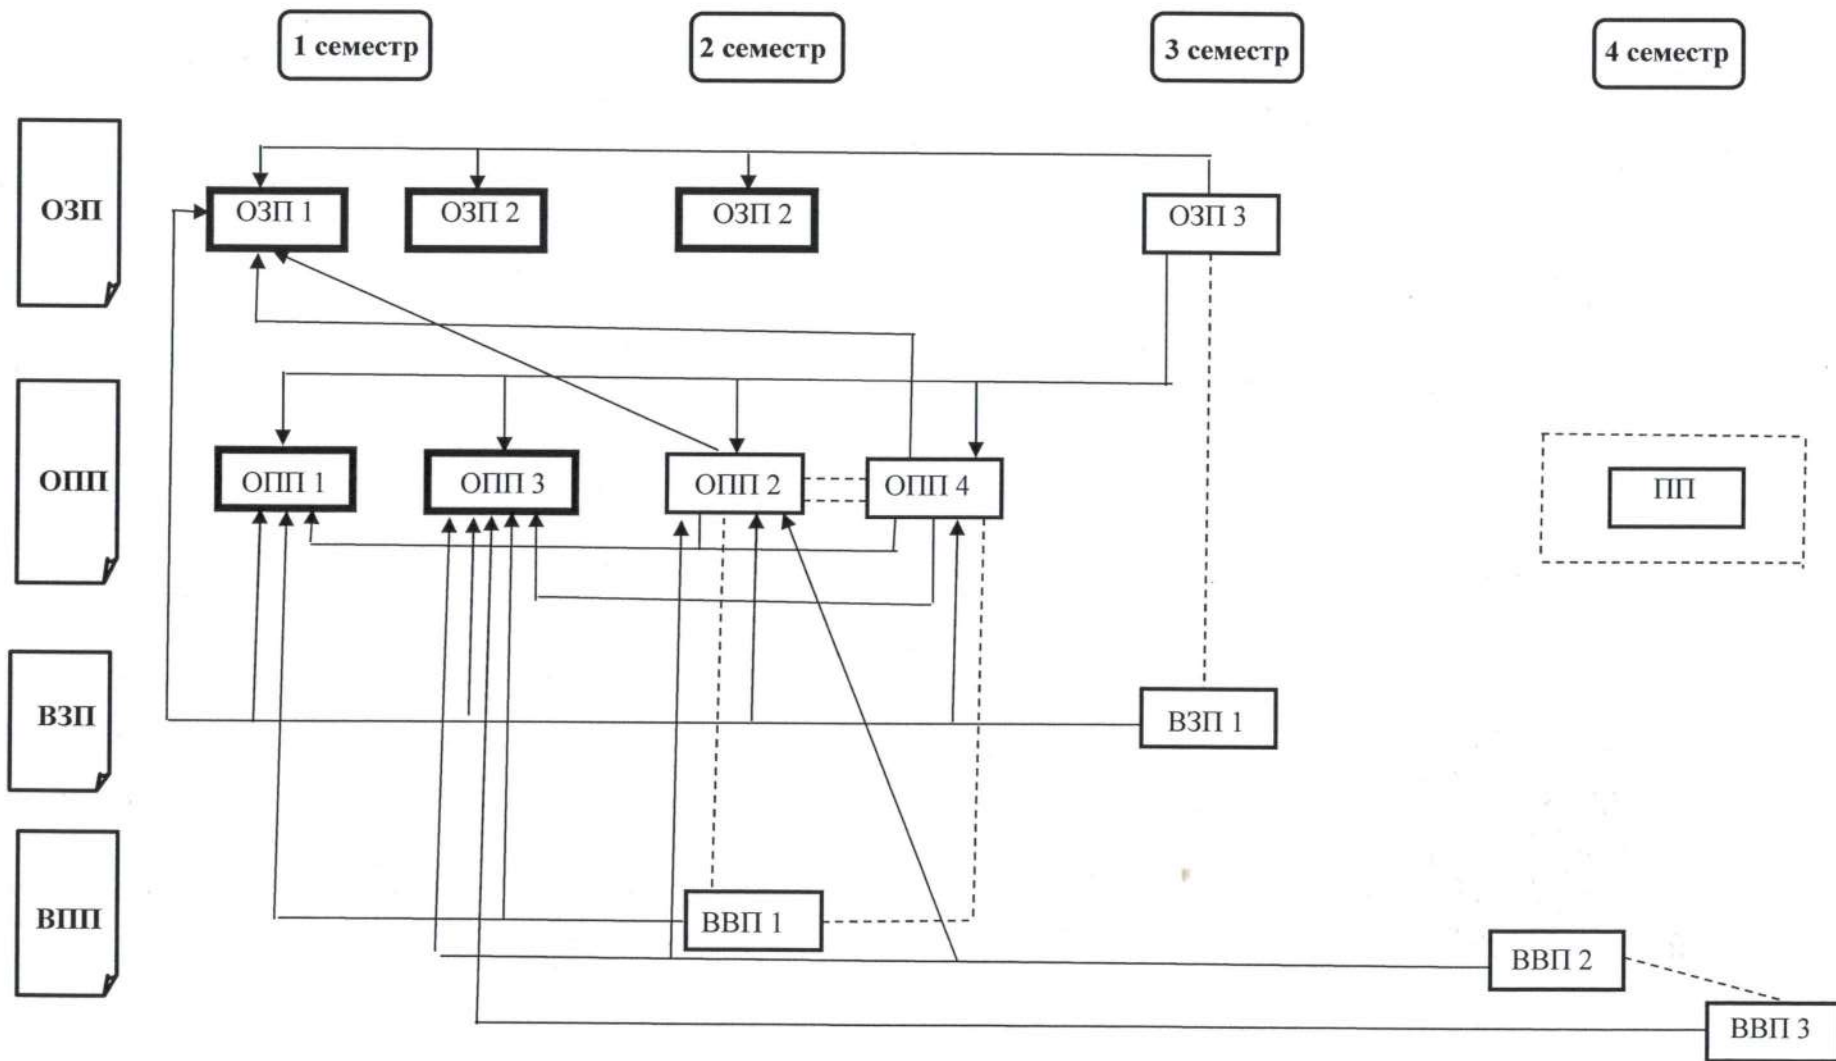 1 семестр
2 семестр
3 семестр
4 семестр
ОЗП
ОЗП 1
ОЗП 2
ОЗП 2
ОЗП 3
ОПП
ОПП 1
ОПП 3
ОПП 2
ОПП 4
ПП
ВЗП
ВЗП 1
ВПП
ВВП 1
ВВП 2
ВВП 3